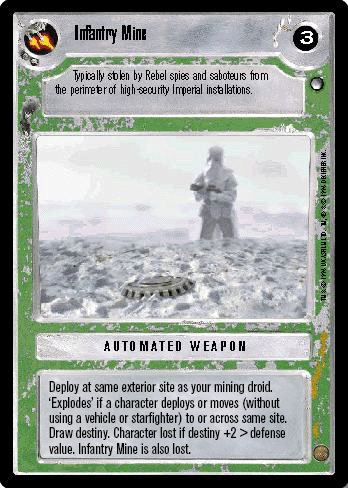 Infantry Mine
3
Typically stolen by Rebel spies and saboteurs from
the perimeter of high-security Imperial installations.
AUTOMATED WEAPON
Deploy at same exterior site as your mining droid.
'Explodes' if a character deploys or moves (without
using a vehicle or starfighter) to or across same site.
Draw destiny. Character lost if destiny +2 > defense
value. Infantry Mine is also lost.